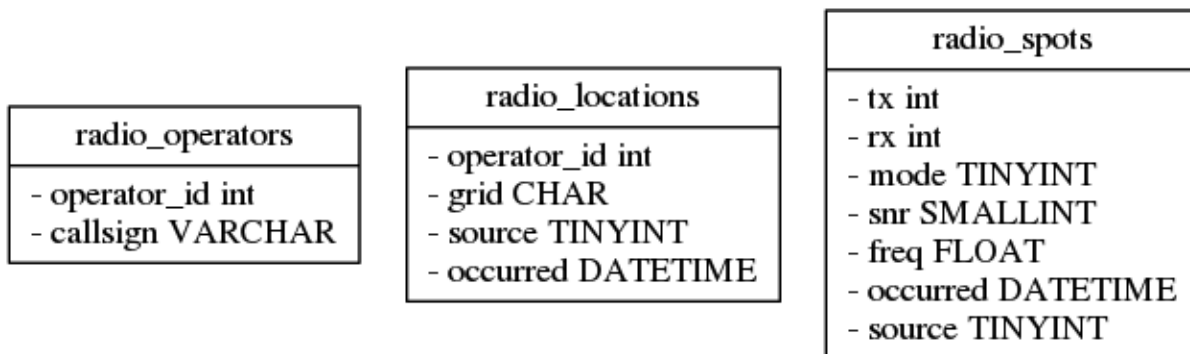 radio_operators
- operator_id int
- callsign VARCHAR
radio_locations
- operator_id int
- grid CHAR
- source TINYINT
- occurred DATETIME
radio_spots
- tx int
- rx int
- mode TINYINT
- snr SMALLINT
- freq FLOAT
- occurred DATETIME
- source TINYINT